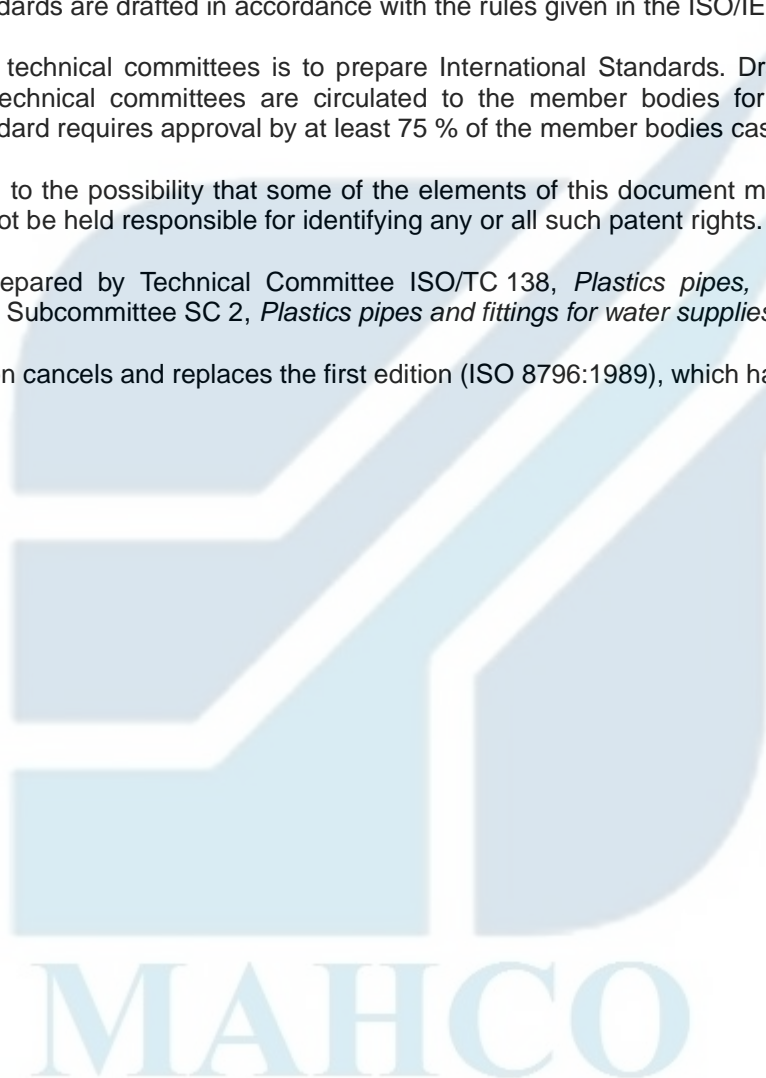 dards are drafted in accordance with the rules given in the ISO/IE
technical committees is to prepare International Standards. Dr
echnical committees are circulated to the member bodies for
dard requires approval by at least 75 % of the member bodies cas
to the possibility that some of the elements of this document m
ot be held responsible for identifying any or all such patent rights.
epared by Technical Committee ISO/TC 138, Plastics pipes,
Subcommittee SC 2, Plastics pipes and fittings for water supplies
n cancels and replaces the first edition (ISO 8796:1989), which ha
MAHCO